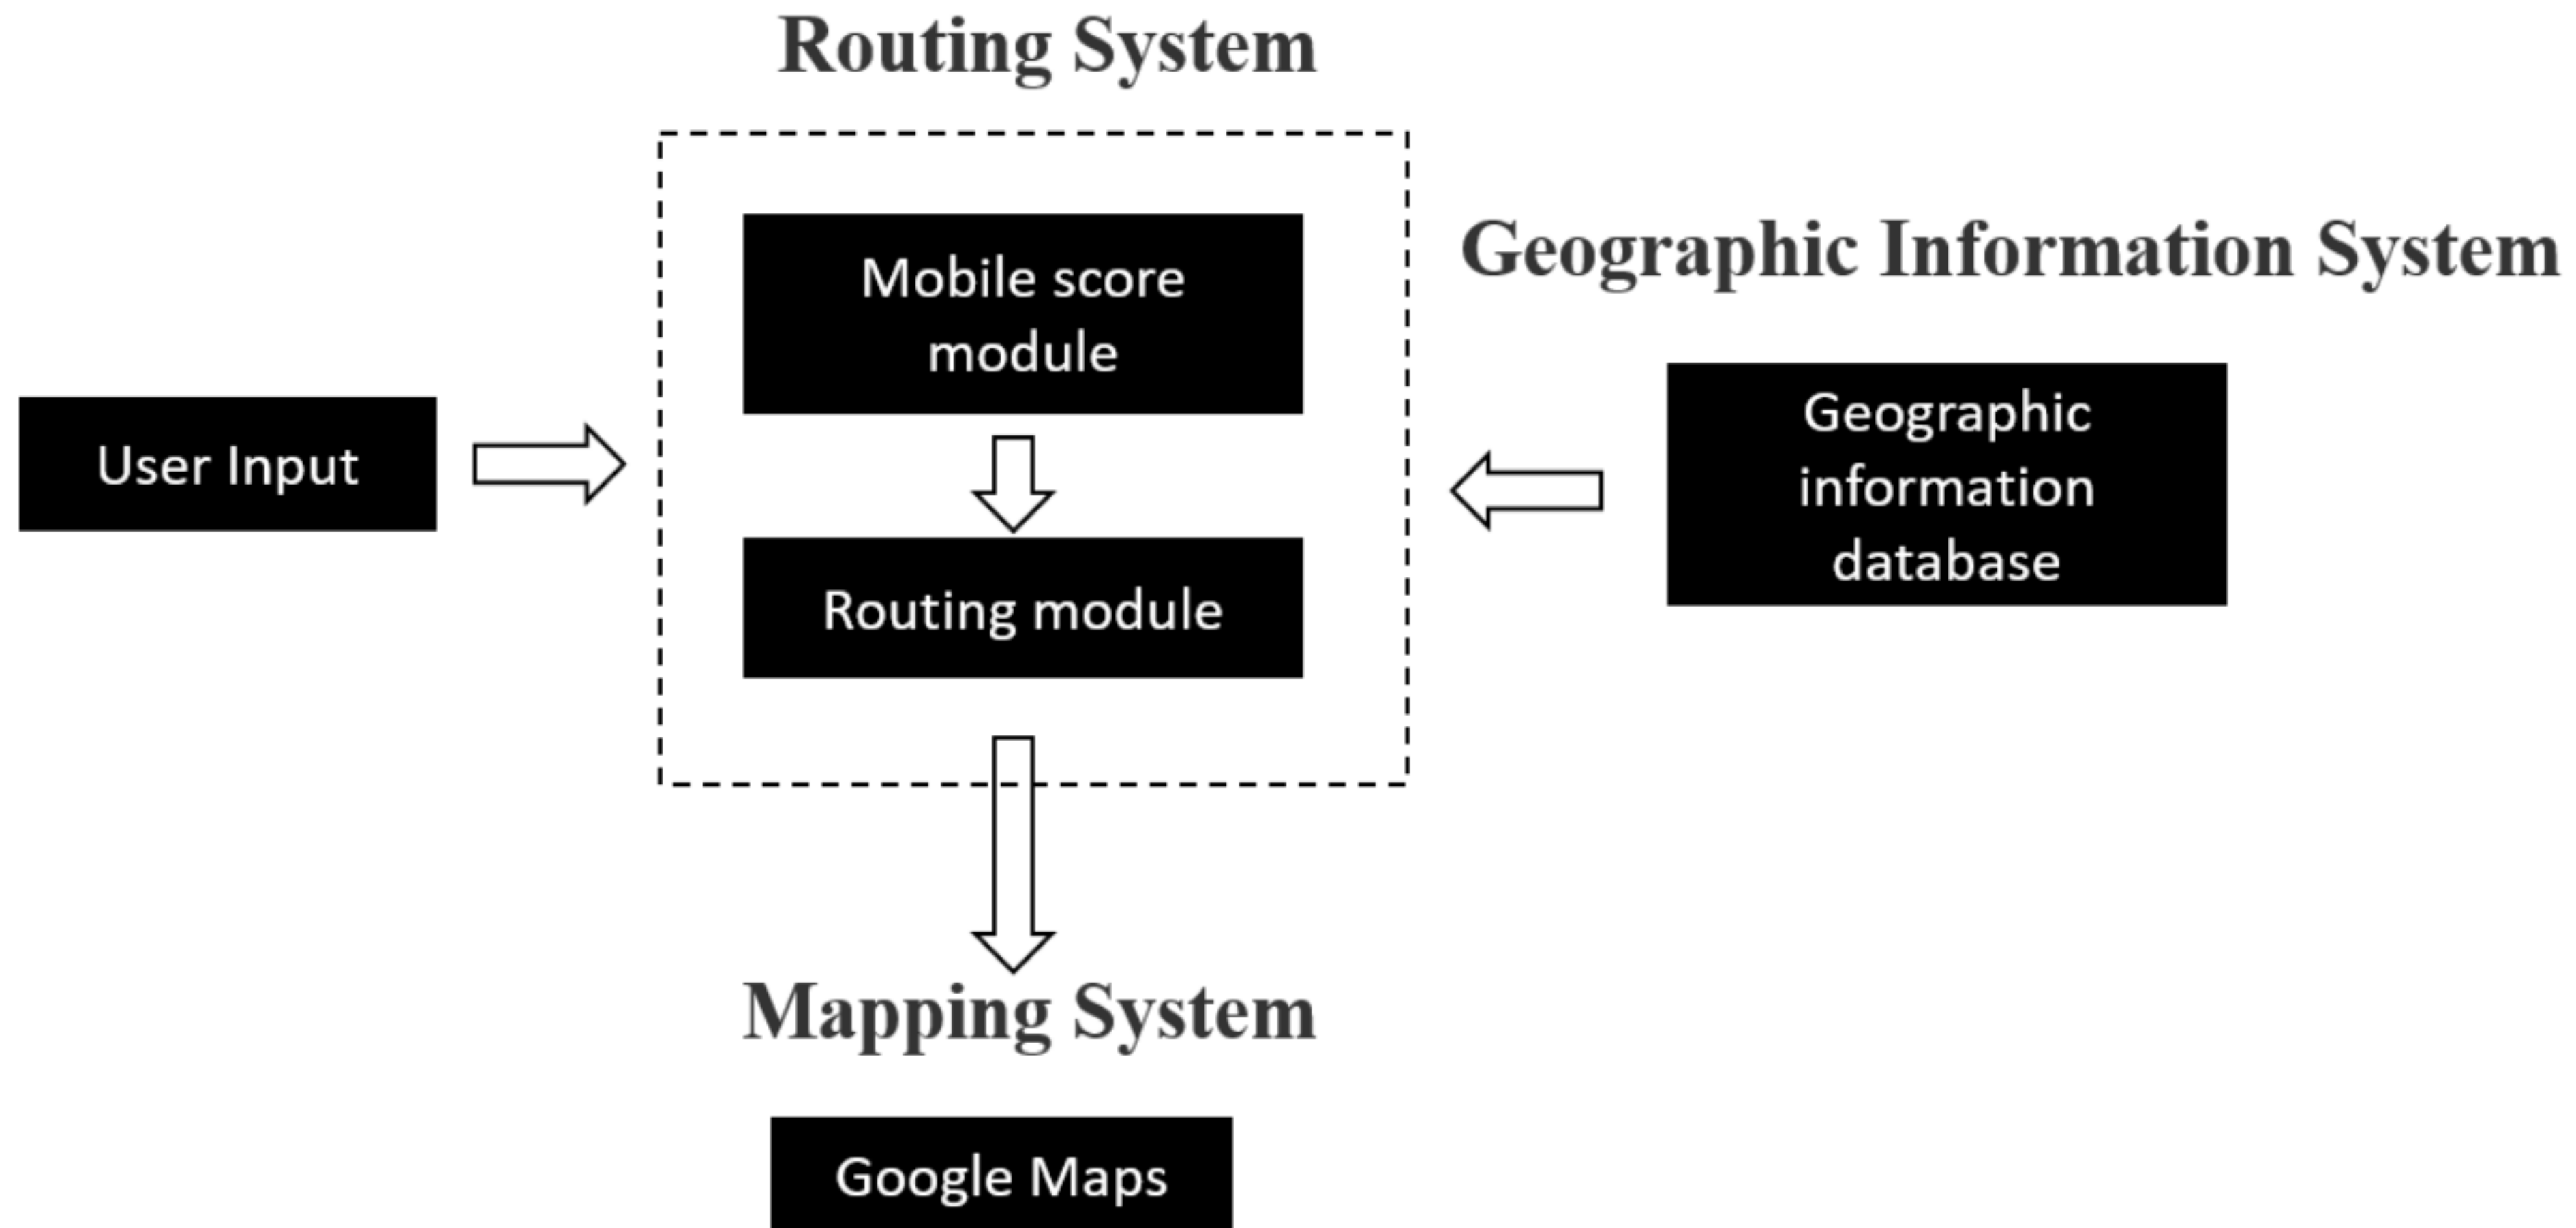 Routing System
Mobile score
module
Routing module
User Input
Geographic Information System
Geographic
information
database
Mapping System
Google Maps